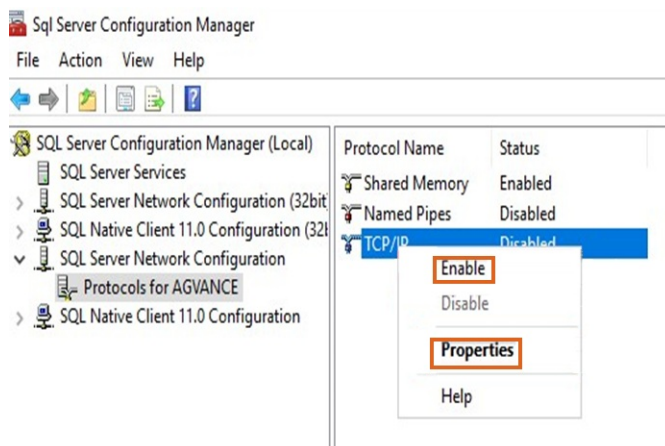 Sql Server Configuration Manager
File Action View Help
SQL Server Configuration Manager (Local)
SQL Server Services
SQL Server Network Configuration (32bit
SQL Native Client 11.0 Configuration (32b
SQL Server Network Configuration
Protocols for AGVANCE
SQL Native Client 11.0 Configuration
Protocol Name Status
Shared Memory Enabled
Named Pipes Disabled
TCP/IP Disabled
Enable
Disable
Properties
Help